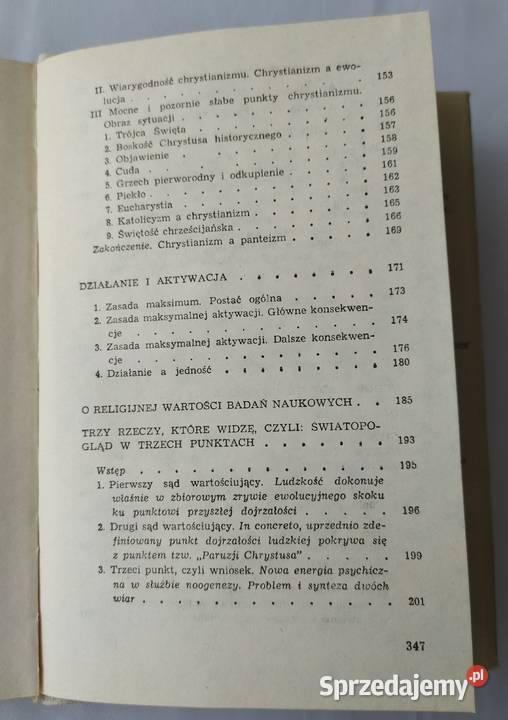 II. Wiarygodność chrystianizmu. Chrystianizm a ewo-
lucja . . . . . . . . . . . . 153
III Mocne i pozornie słabe punkty chrystianizmu.
Obraz sytuacji . . . . . . . . . . 156
1. Trójca Święta . . . . . . . . . . 156
2. Boskość Chrystusa historycznego . . . . . 157
3. Objawienie . . . . . . . . . . 158
4. Cuda . . . . . . . . . . . . 159
5. Grzech pierworodny i odkupienie . . . . . 161
6. Piekło . . . . . . . . . . . . 162
7. Eucharystia . . . . . . . . . . 163
8. Katolicyzm a chrystianizm . . . . . . . 165
9. Świętość chrześcijańska . . . . . . . 166
Zakończenie. Chrystianizm a panteizm . . . . . 169
DZIAŁANIE I AKTYWACJA . . . . . . . 171
1. Zasada maksimum. Postać ogólna . . . . . 173
2. Zasada maksymalnej aktywacji. Główne konsekwen-
cje . . . . . . . . . . . . 174
3. Zasada maksymalnej aktywacji. Dalsze konsekwen-
cje . . . . . . . . . . . . 176
4. Działanie a jedność . . . . . . . . 180
O RELIGIJNEJ WARTOŚCI BADAŃ NAUKOWYCH . . 185
TRZY RZECZY, KTÓRE WIDZĘ, CZYLI: ŚWIATOPO-
GLĄD W TRZECH PUNKTACH . . . . . . 193
Wstęp . . . . . . . . . . . . 195
1. Pierwszy sąd wartościujący. Ludzkość dokonuje
właśnie w zbiorowym zrywie ewolucyjnego skoku
ku punktowi przyszłej dojrzałości . . . . . 196
2. Drugi sąd wartościujący. In concreto, uprzednio zde-
finiowany punkt dojrzałości ludzkiej pokrywa się
z punktem tzw. „Paruzji Chrystusa" . . . . . 199
3. Trzeci punkt, czyli wniosek. Nowa energia psychicz-
na w służbie noogenezy. Problem i synteza dwóch
wiar . . . . . . . . . . . . 201
347
Sprzedajemy.pl